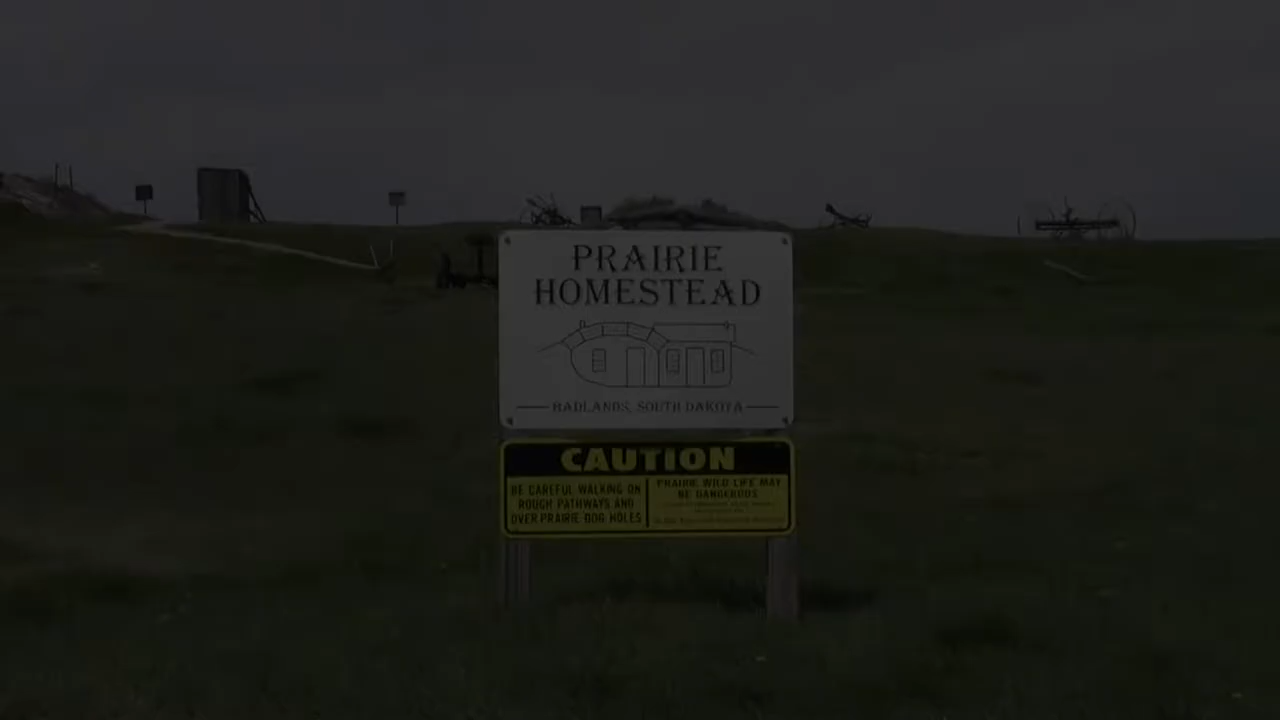 PRAIRIE
HOMESTEAD
BADLANDS, SOUTH DAKOTA
CAUTION
BE CAREFUL WALKING ON
ROUGH PATHWAYS AND
OVER PRAIRIE DOG HOLES
PRAIRIE WILD LIFE MAY
BE DANGEROUS